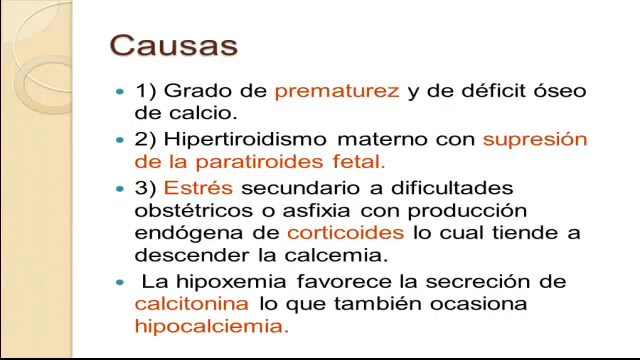 Causas
1) Grado de prematurez y de déficit óseo
de calcio.
2) Hipertiroidismo materno con supresión
de la paratiroides fetal.
3) Estrés secundario a dificultades
obstétricos o asfixia con producción
endógena de corticoides lo cual tiende a
descender la calcemia.
La hipoxemia favorece la secreción de
calcitonina lo que también ocasiona
hipocalciemia.